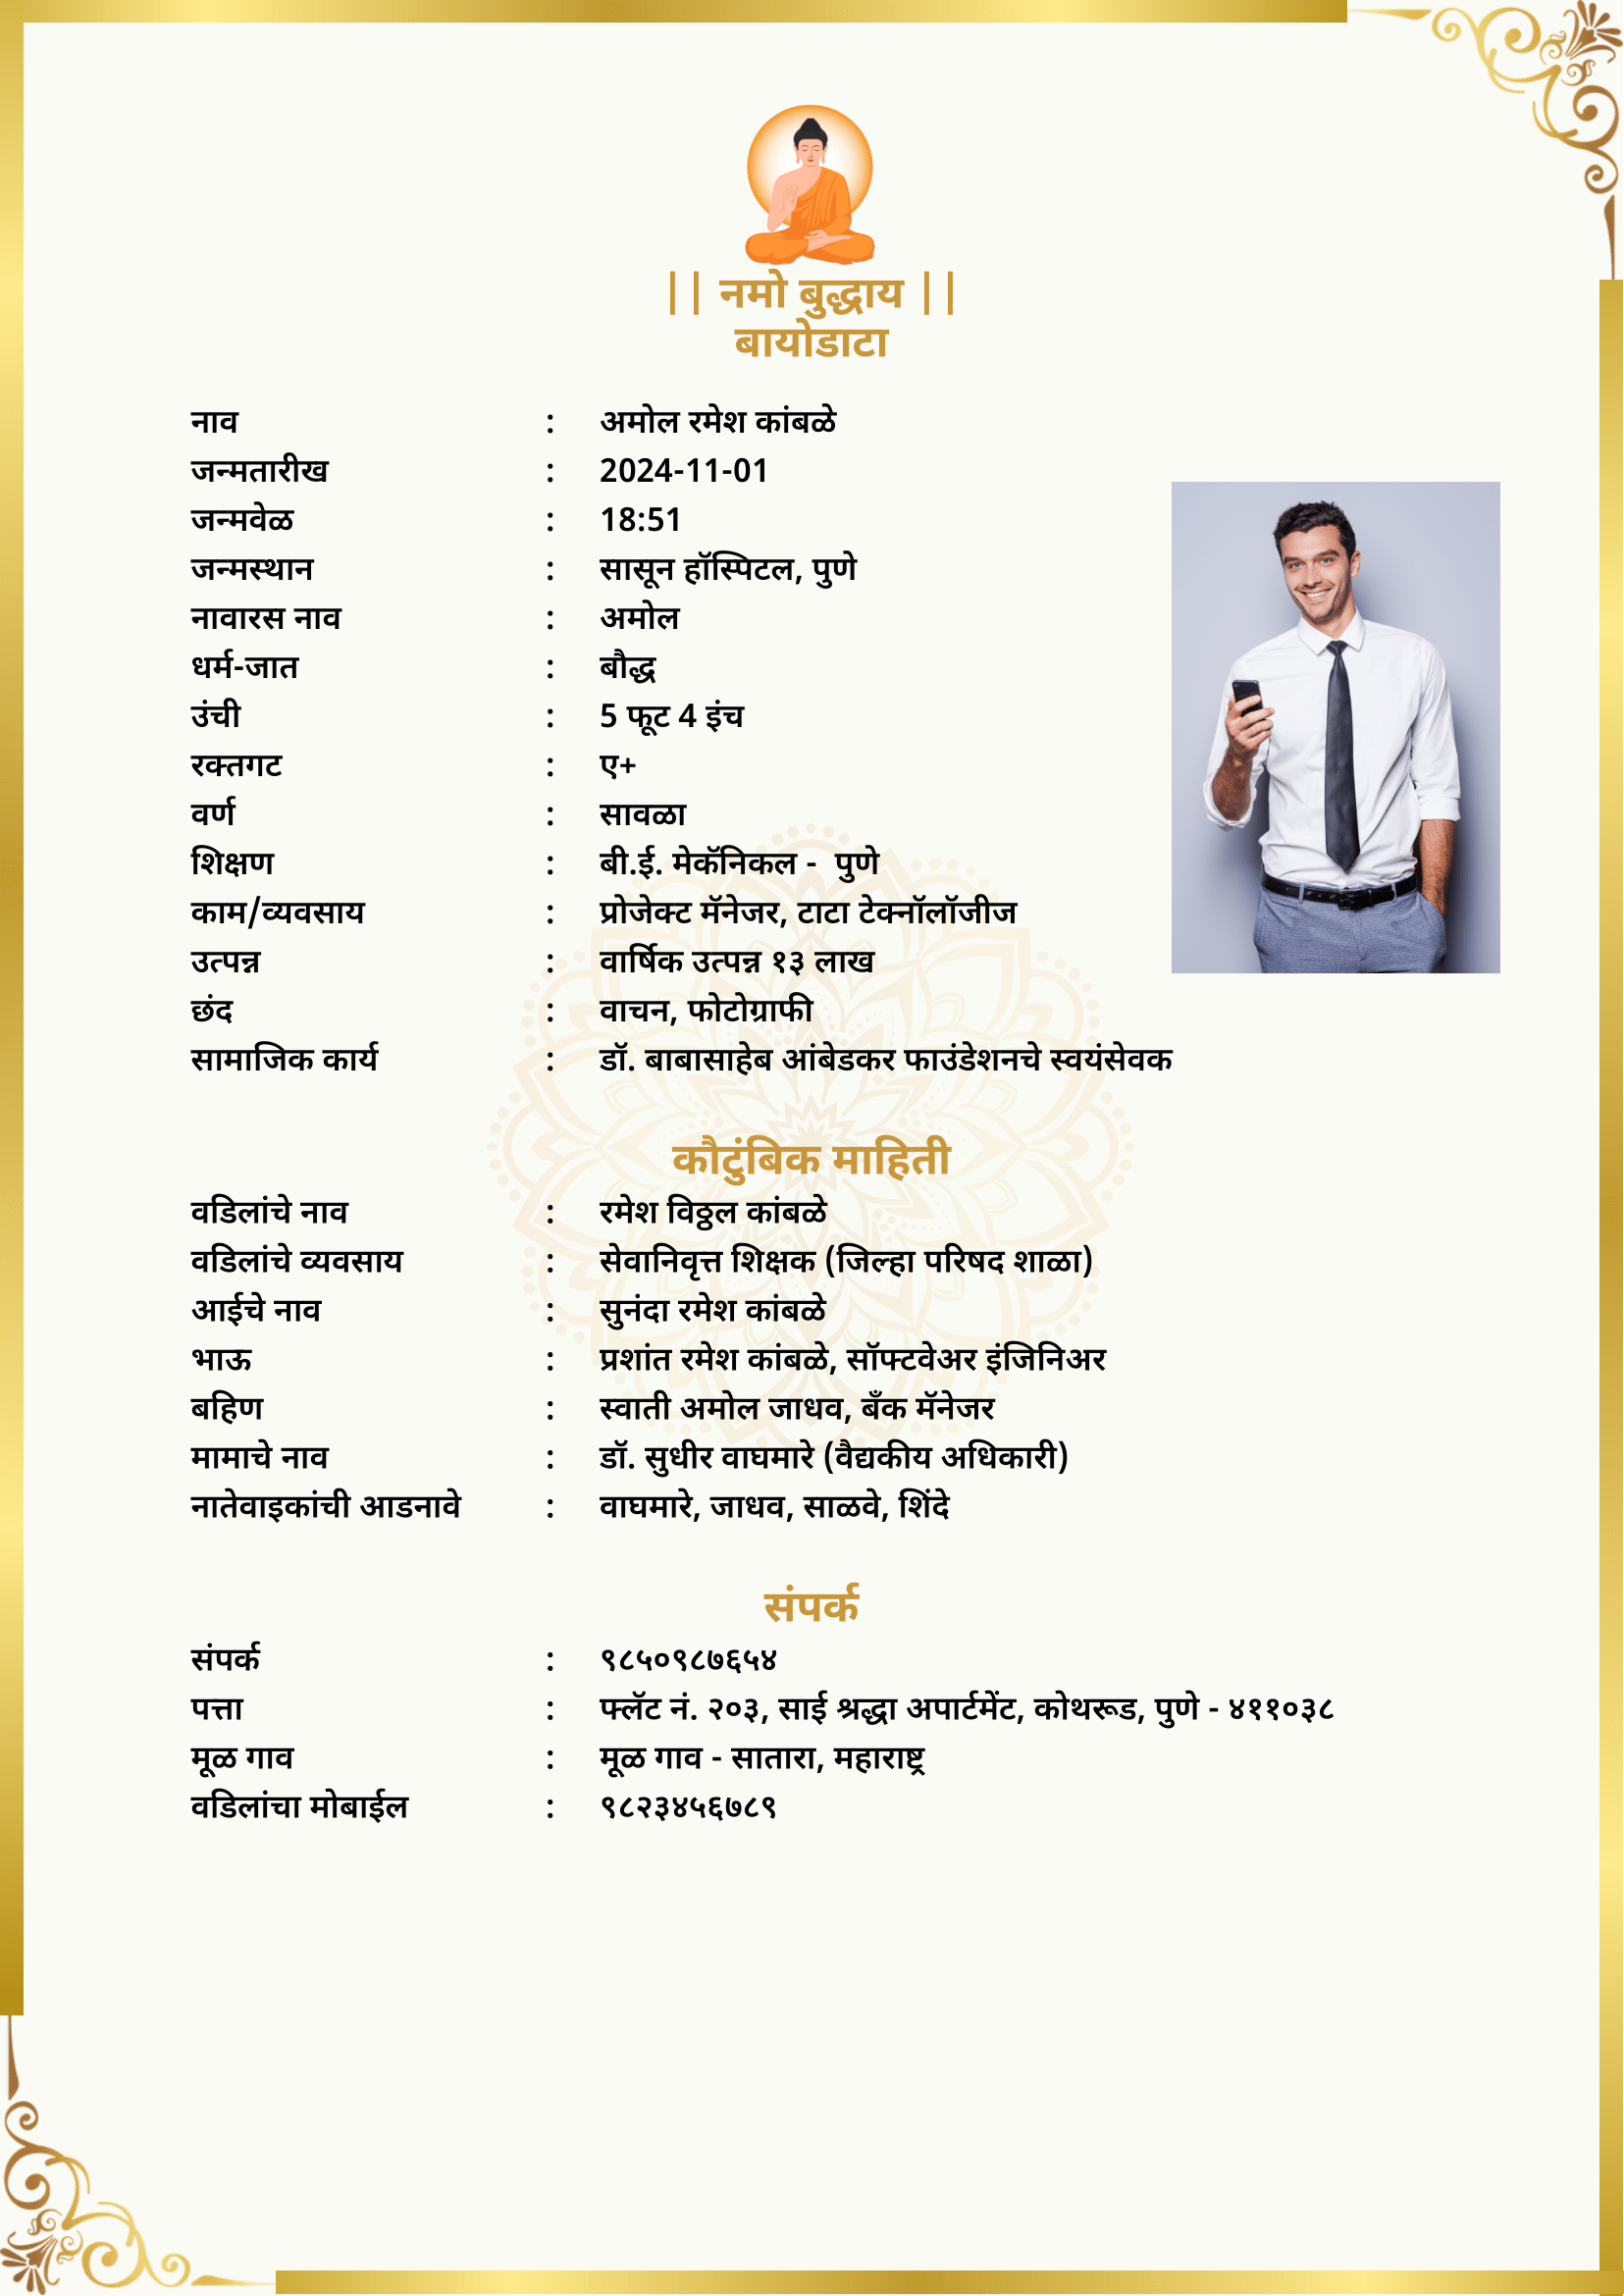 || नमो बुद्धाय ||
बायोडाटा
नाव : अमोल रमेश कांबळे
जन्मतारीख : 2024-11-01
जन्मवेळ : 18:51
जन्मस्थान : सासून हॉस्पिटल, पुणे
नावारस नाव : अमोल
धर्म-जात : बौद्ध
उंची : 5 फूट 4 इंच
रक्तगट : ए+
वर्ण : सावळा
शिक्षण : बी.ई. मेकॅनिकल - पुणे
काम/व्यवसाय : प्रोजेक्ट मॅनेजर, टाटा टेक्नॉलॉजीज
उत्पन्न : वार्षिक उत्पन्न १३ लाख
छंद : वाचन, फोटोग्राफी
सामाजिक कार्य : डॉ. बाबासाहेब आंबेडकर फाउंडेशनचे स्वयंसेवक
कौटुंबिक माहिती
वडिलांचे नाव : रमेश विठ्ठल कांबळे
वडिलांचे व्यवसाय : सेवानिवृत्त शिक्षक (जिल्हा परिषद शाळा)
आईचे नाव : सुनंदा रमेश कांबळे
भाऊ : प्रशांत रमेश कांबळे, सॉफ्टवेअर इंजिनिअर
बहिण : स्वाती अमोल जाधव, बँक मॅनेजर
मामाचे नाव : डॉ. सुधीर वाघमारे (वैद्यकीय अधिकारी)
नातेवाइकांची आडनावे : वाघमारे, जाधव, साळवे, शिंदे
संपर्क
संपर्क : ९८५०९८७६५४
पत्ता : फ्लॅट नं. २०३, साई श्रद्धा अपार्टमेंट, कोथरूड, पुणे - ४११०३८
मूळ गाव : मूळ गाव - सातारा, महाराष्ट्र
वडिलांचा मोबाईल : ९८२३४५६७८९